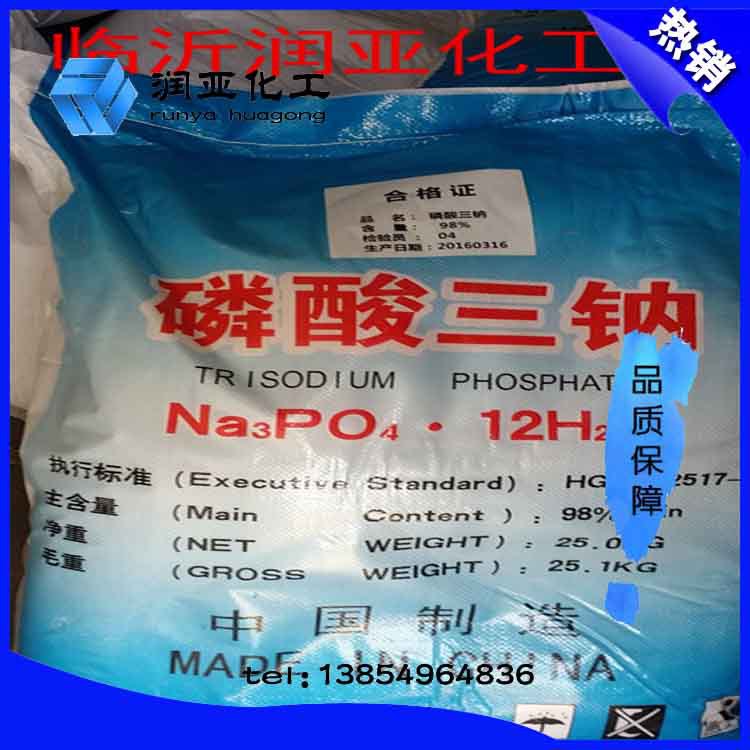 临沂润亚化工
热销
润亚化工
runya huagong
合格证
品名：磷酸三钠
含量：98%
检验员：04
生产日期：20160316
磷酸三钠
TRISODIUM PHOSPHAT
Na₃PO₄·12H₂
品质保障
执行标准 (Executive Standard)：HG 2517-
主含量 (Main Content)：98% in
净重 (NET WEIGHT)：25.0 G
毛重 (GROSS WEIGHT)：25.1KG
中国制造
MADE IN CHINA
tel:13854964836